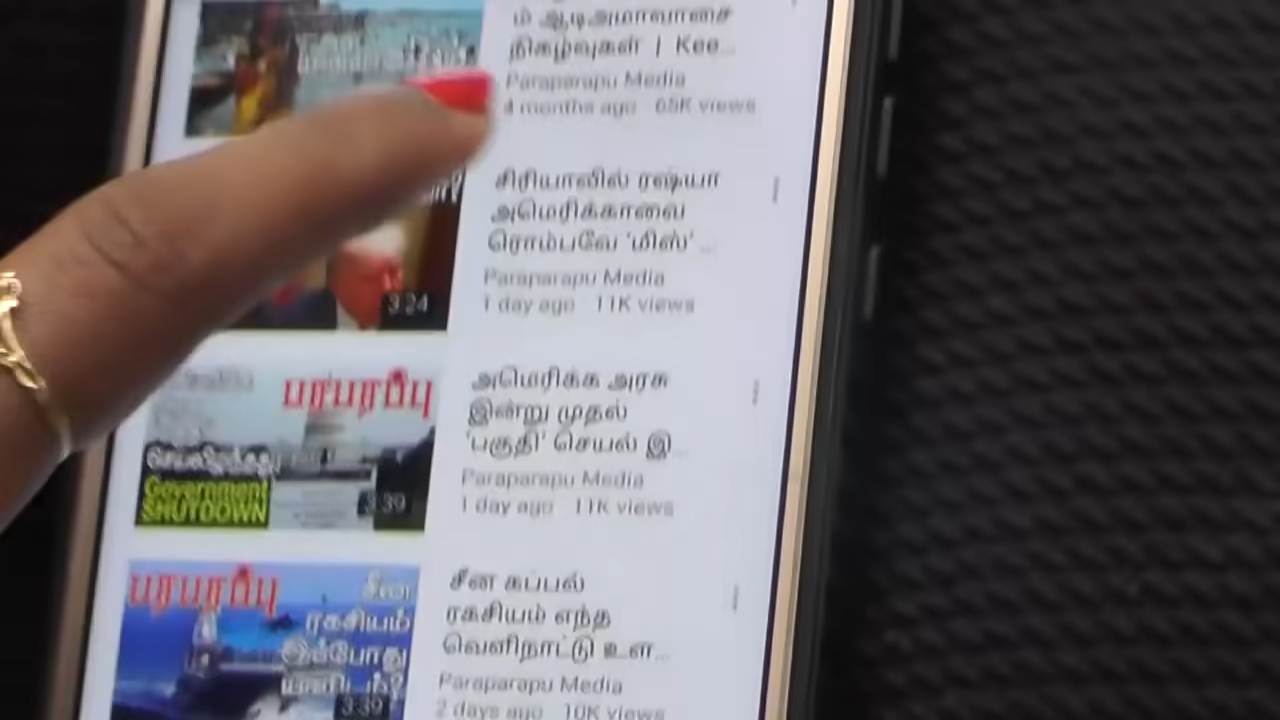 ம் ஆடிஅமாவாசை
நிகழ்வுகள் | Kee...
Paraparapu Media
4 months ago 65K views
சிரியாவில் ரஷ்யா
அமெரிக்காவை
ரொம்பவே 'மிஸ்' ...
Paraparapu Media
1 day ago 11K views
3:24
பரபரப்பு
Government
SHUTDOWN
3:39
அமெரிக்க அரசு
இன்று முதல்
'பகுதி' செயல் இ...
Paraparapu Media
1 day ago 11K views
பரபரப்பு
சீன
ரகசியம்
இப்போது
யாரிடம்?
3:39
சீன கப்பல்
ரகசியம் எந்த
வெளிநாட்டு உள...
Paraparapu Media
2 days ago 10K views